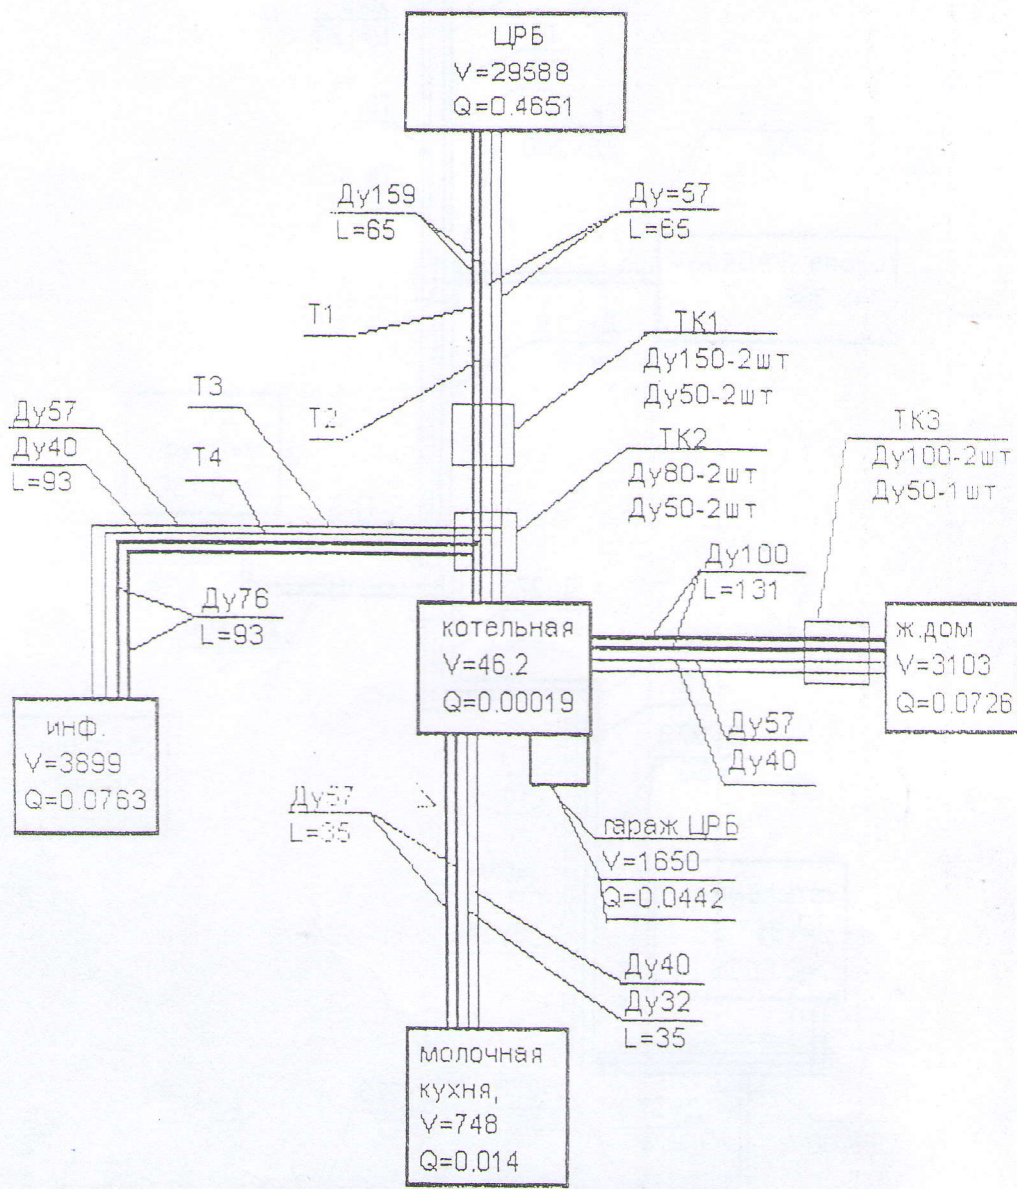 ЦРБ
V=29588
Q=0.4651
Ду159
L=65
Ду=57
L=65
Т1
ТК1
Ду150-2шт
Ду50-2шт
Т3
Т2
Ду57
Ду40
L=93
Т4
ТК2
Ду80-2шт
Ду50-2шт
ТК3
Ду100-2шт
Ду50-1шт
Ду100
L=131
Ду76
L=93
котельная
V=46.2
Q=0.00019
ж.дом
V=3103
Q=0.0726
Ду57
Ду40
инф.
V=3899
Q=0.0763
Ду57
L=35
гараж ЦРБ
V=1650
Q=0.0442
Ду40
Ду32
L=35
молочная
кухня,
V=748
Q=0.014